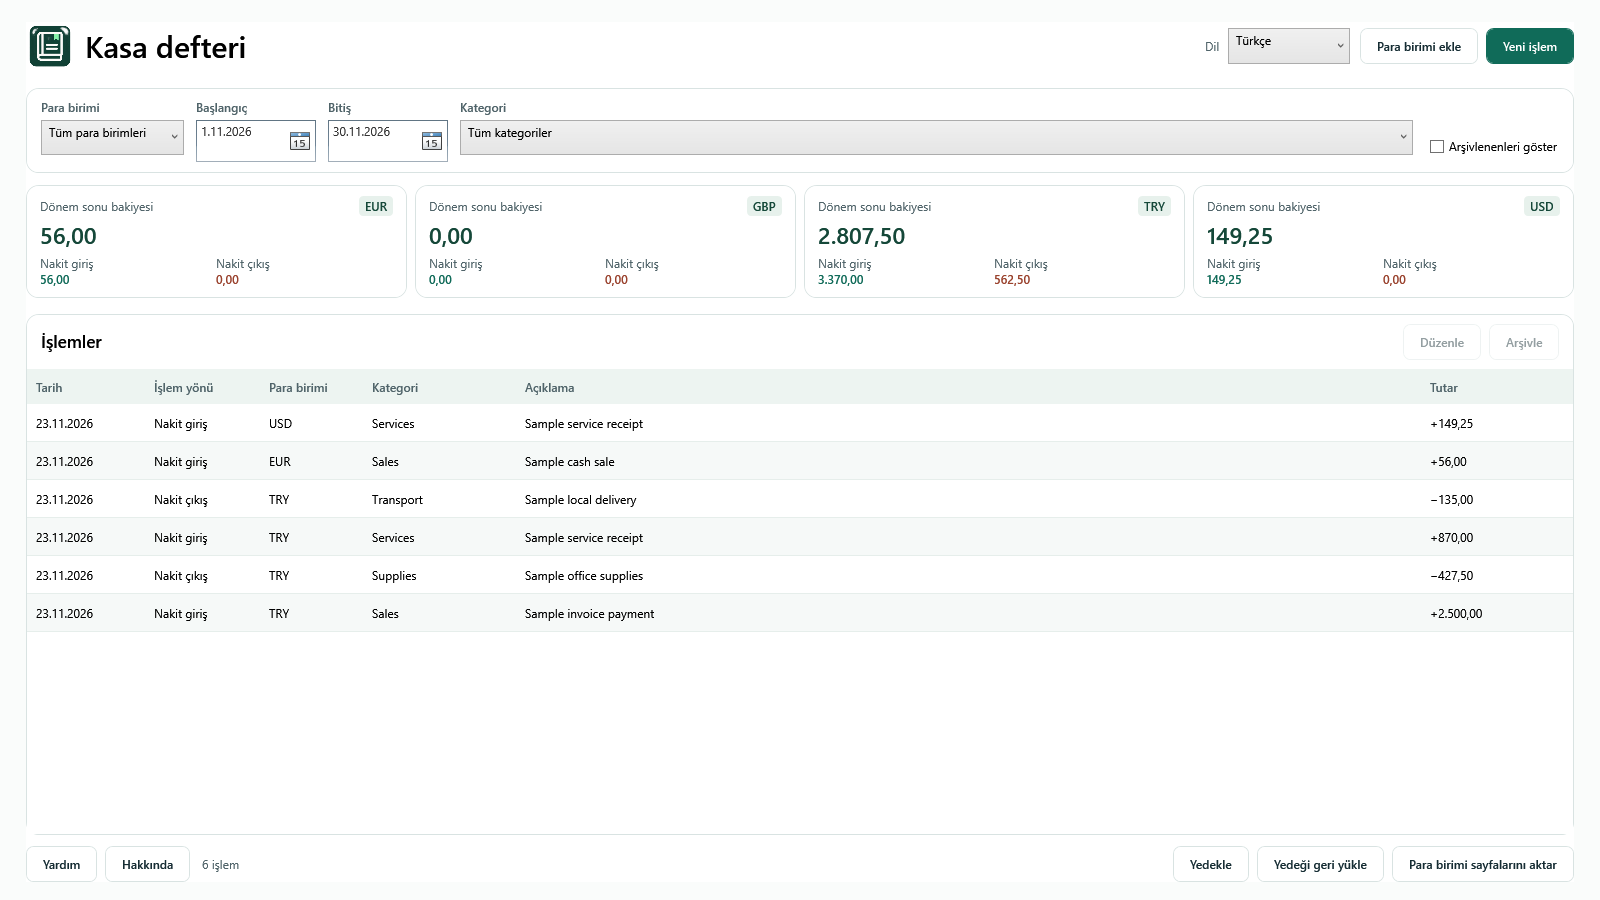 Kasa defteri
Dil Türkçe Para birimi ekle Yeni işlem
Para birimi Başlangıç Bitiş Kategori
Tüm para birimleri 1.11.2026 15 30.11.2026 15 Tüm kategoriler Arşivlenenleri göster
Dönem sonu bakiyesi EUR
56,00
Nakit giriş Nakit çıkış
56,00 0,00
Dönem sonu bakiyesi GBP
0,00
Nakit giriş Nakit çıkış
0,00 0,00
Dönem sonu bakiyesi TRY
2.807,50
Nakit giriş Nakit çıkış
3.370,00 562,50
Dönem sonu bakiyesi USD
149,25
Nakit giriş Nakit çıkış
149,25 0,00
İşlemler Düzenle Arşivle
Tarih İşlem yönü Para birimi Kategori Açıklama Tutar
23.11.2026 Nakit giriş USD Services Sample service receipt +149,25
23.11.2026 Nakit giriş EUR Sales Sample cash sale +56,00
23.11.2026 Nakit çıkış TRY Transport Sample local delivery −135,00
23.11.2026 Nakit giriş TRY Services Sample service receipt +870,00
23.11.2026 Nakit çıkış TRY Supplies Sample office supplies −427,50
23.11.2026 Nakit giriş TRY Sales Sample invoice payment +2.500,00
Yardım Hakkında 6 işlem Yedekle Yedeği geri yükle Para birimi sayfalarını aktar